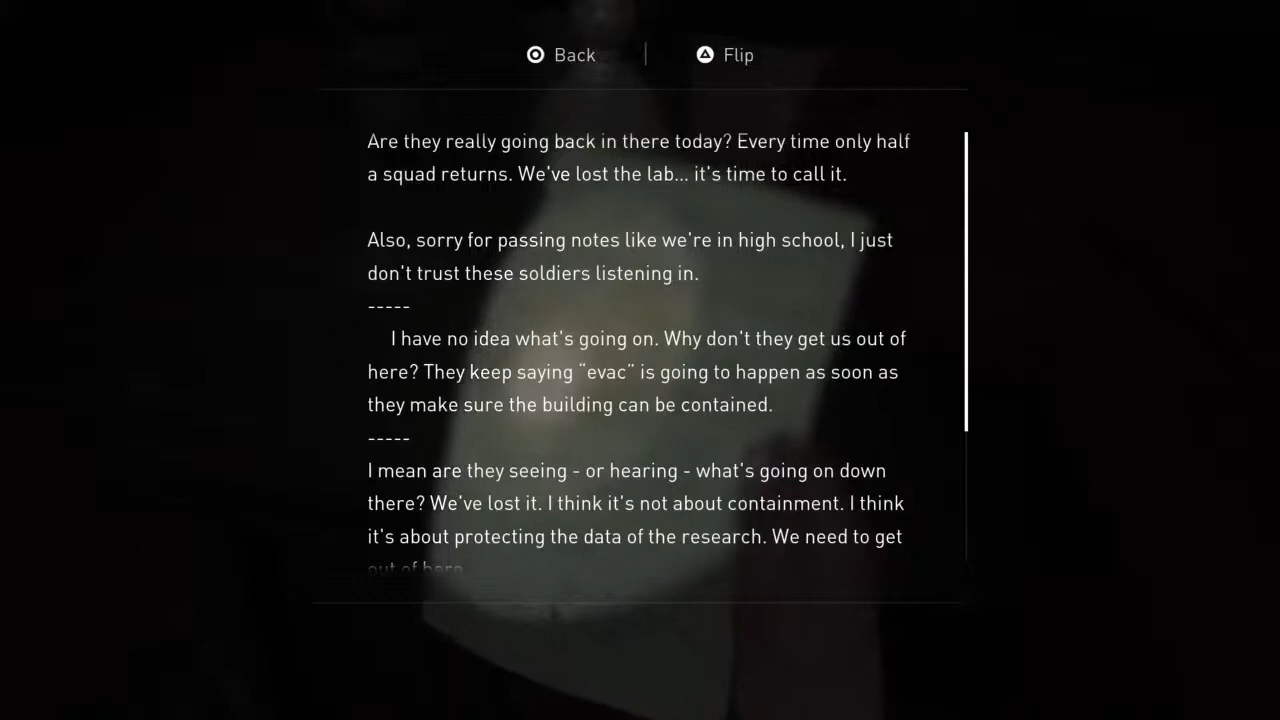 Back | Flip
Are they really going back in there today? Every time only half
a squad returns. We've lost the lab... it's time to call it.
Also, sorry for passing notes like we're in high school, I just
don't trust these soldiers listening in.
-----
I have no idea what's going on. Why don't they get us out of
here? They keep saying “evac” is going to happen as soon as
they make sure the building can be contained.
-----
I mean are they seeing - or hearing - what's going on down
there? We've lost it. I think it's not about containment. I think
it's about protecting the data of the research. We need to get
out of here